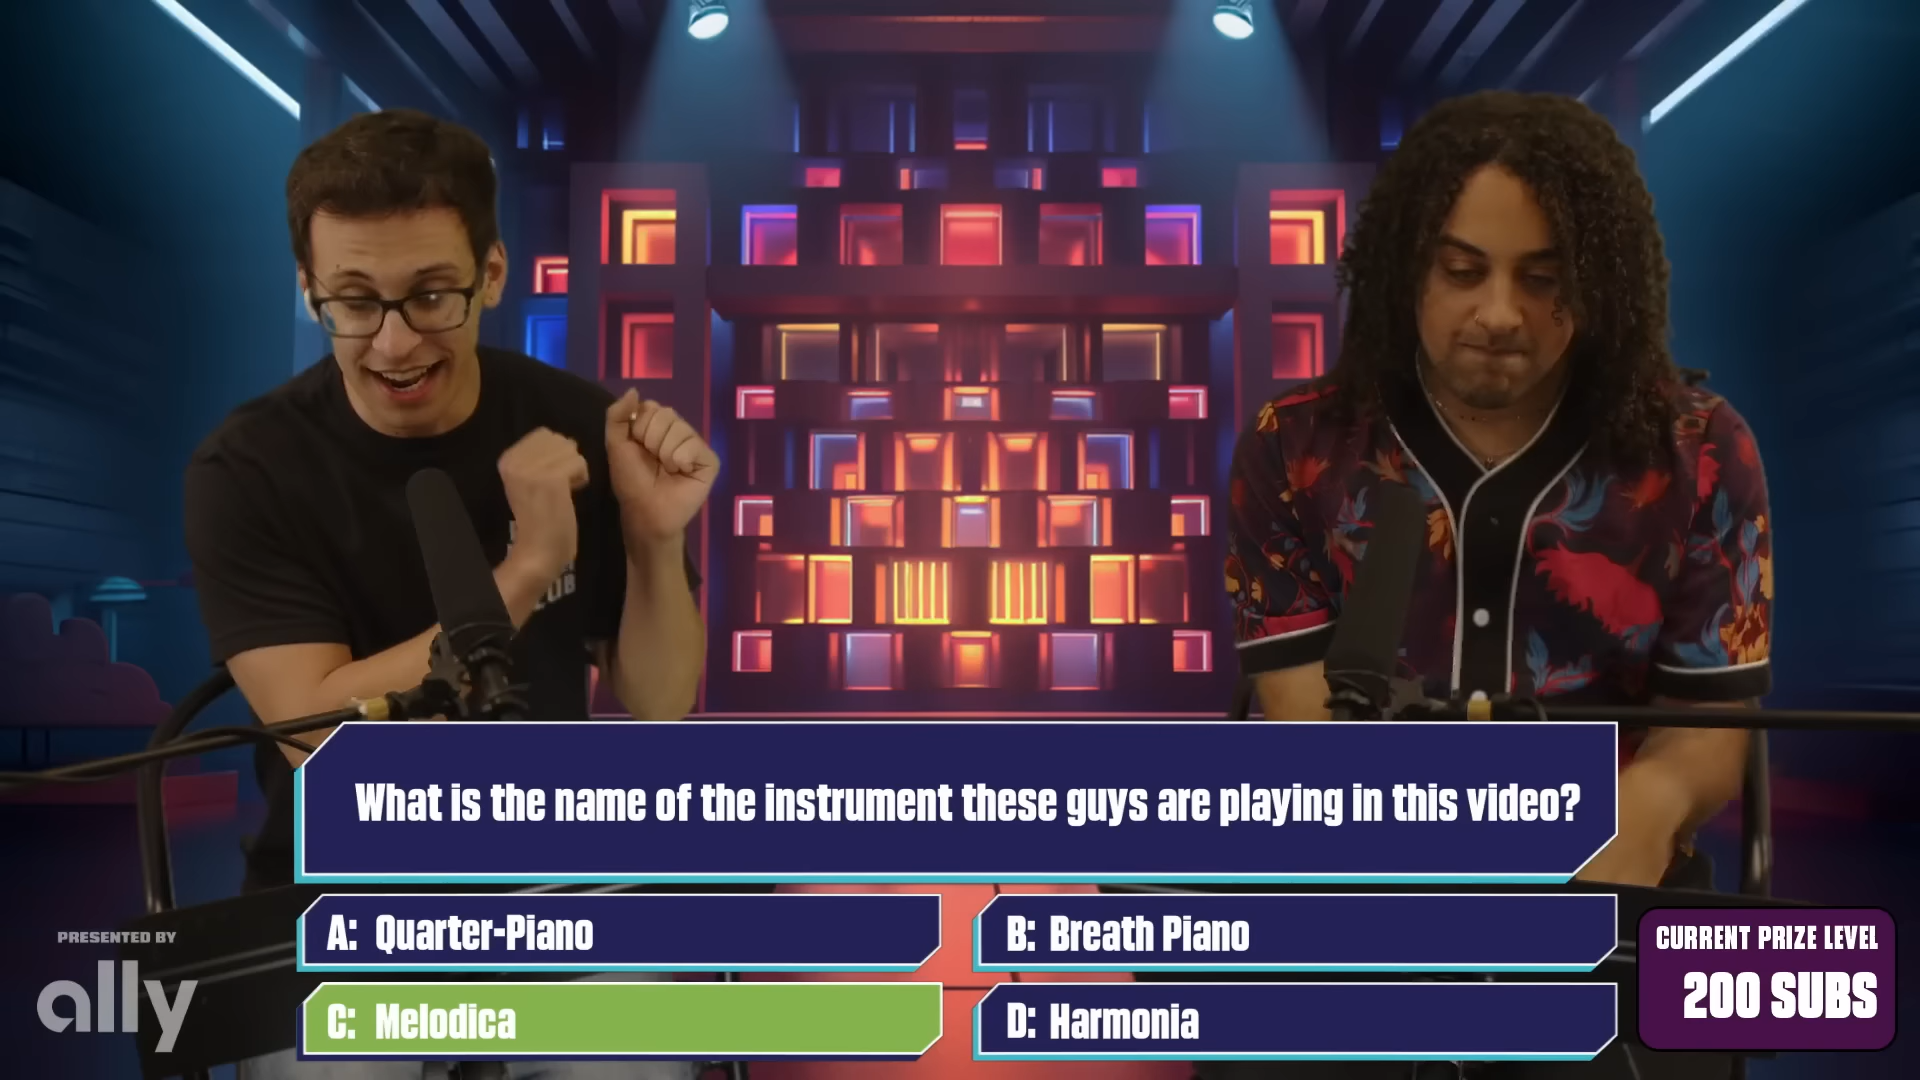 What is the name of the instrument these guys are playing in this video?
A: Quarter-Piano
B: Breath Piano
C: Melodica
D: Harmonia
PRESENTED BY
ally
CURRENT PRIZE LEVEL
200 SUBS